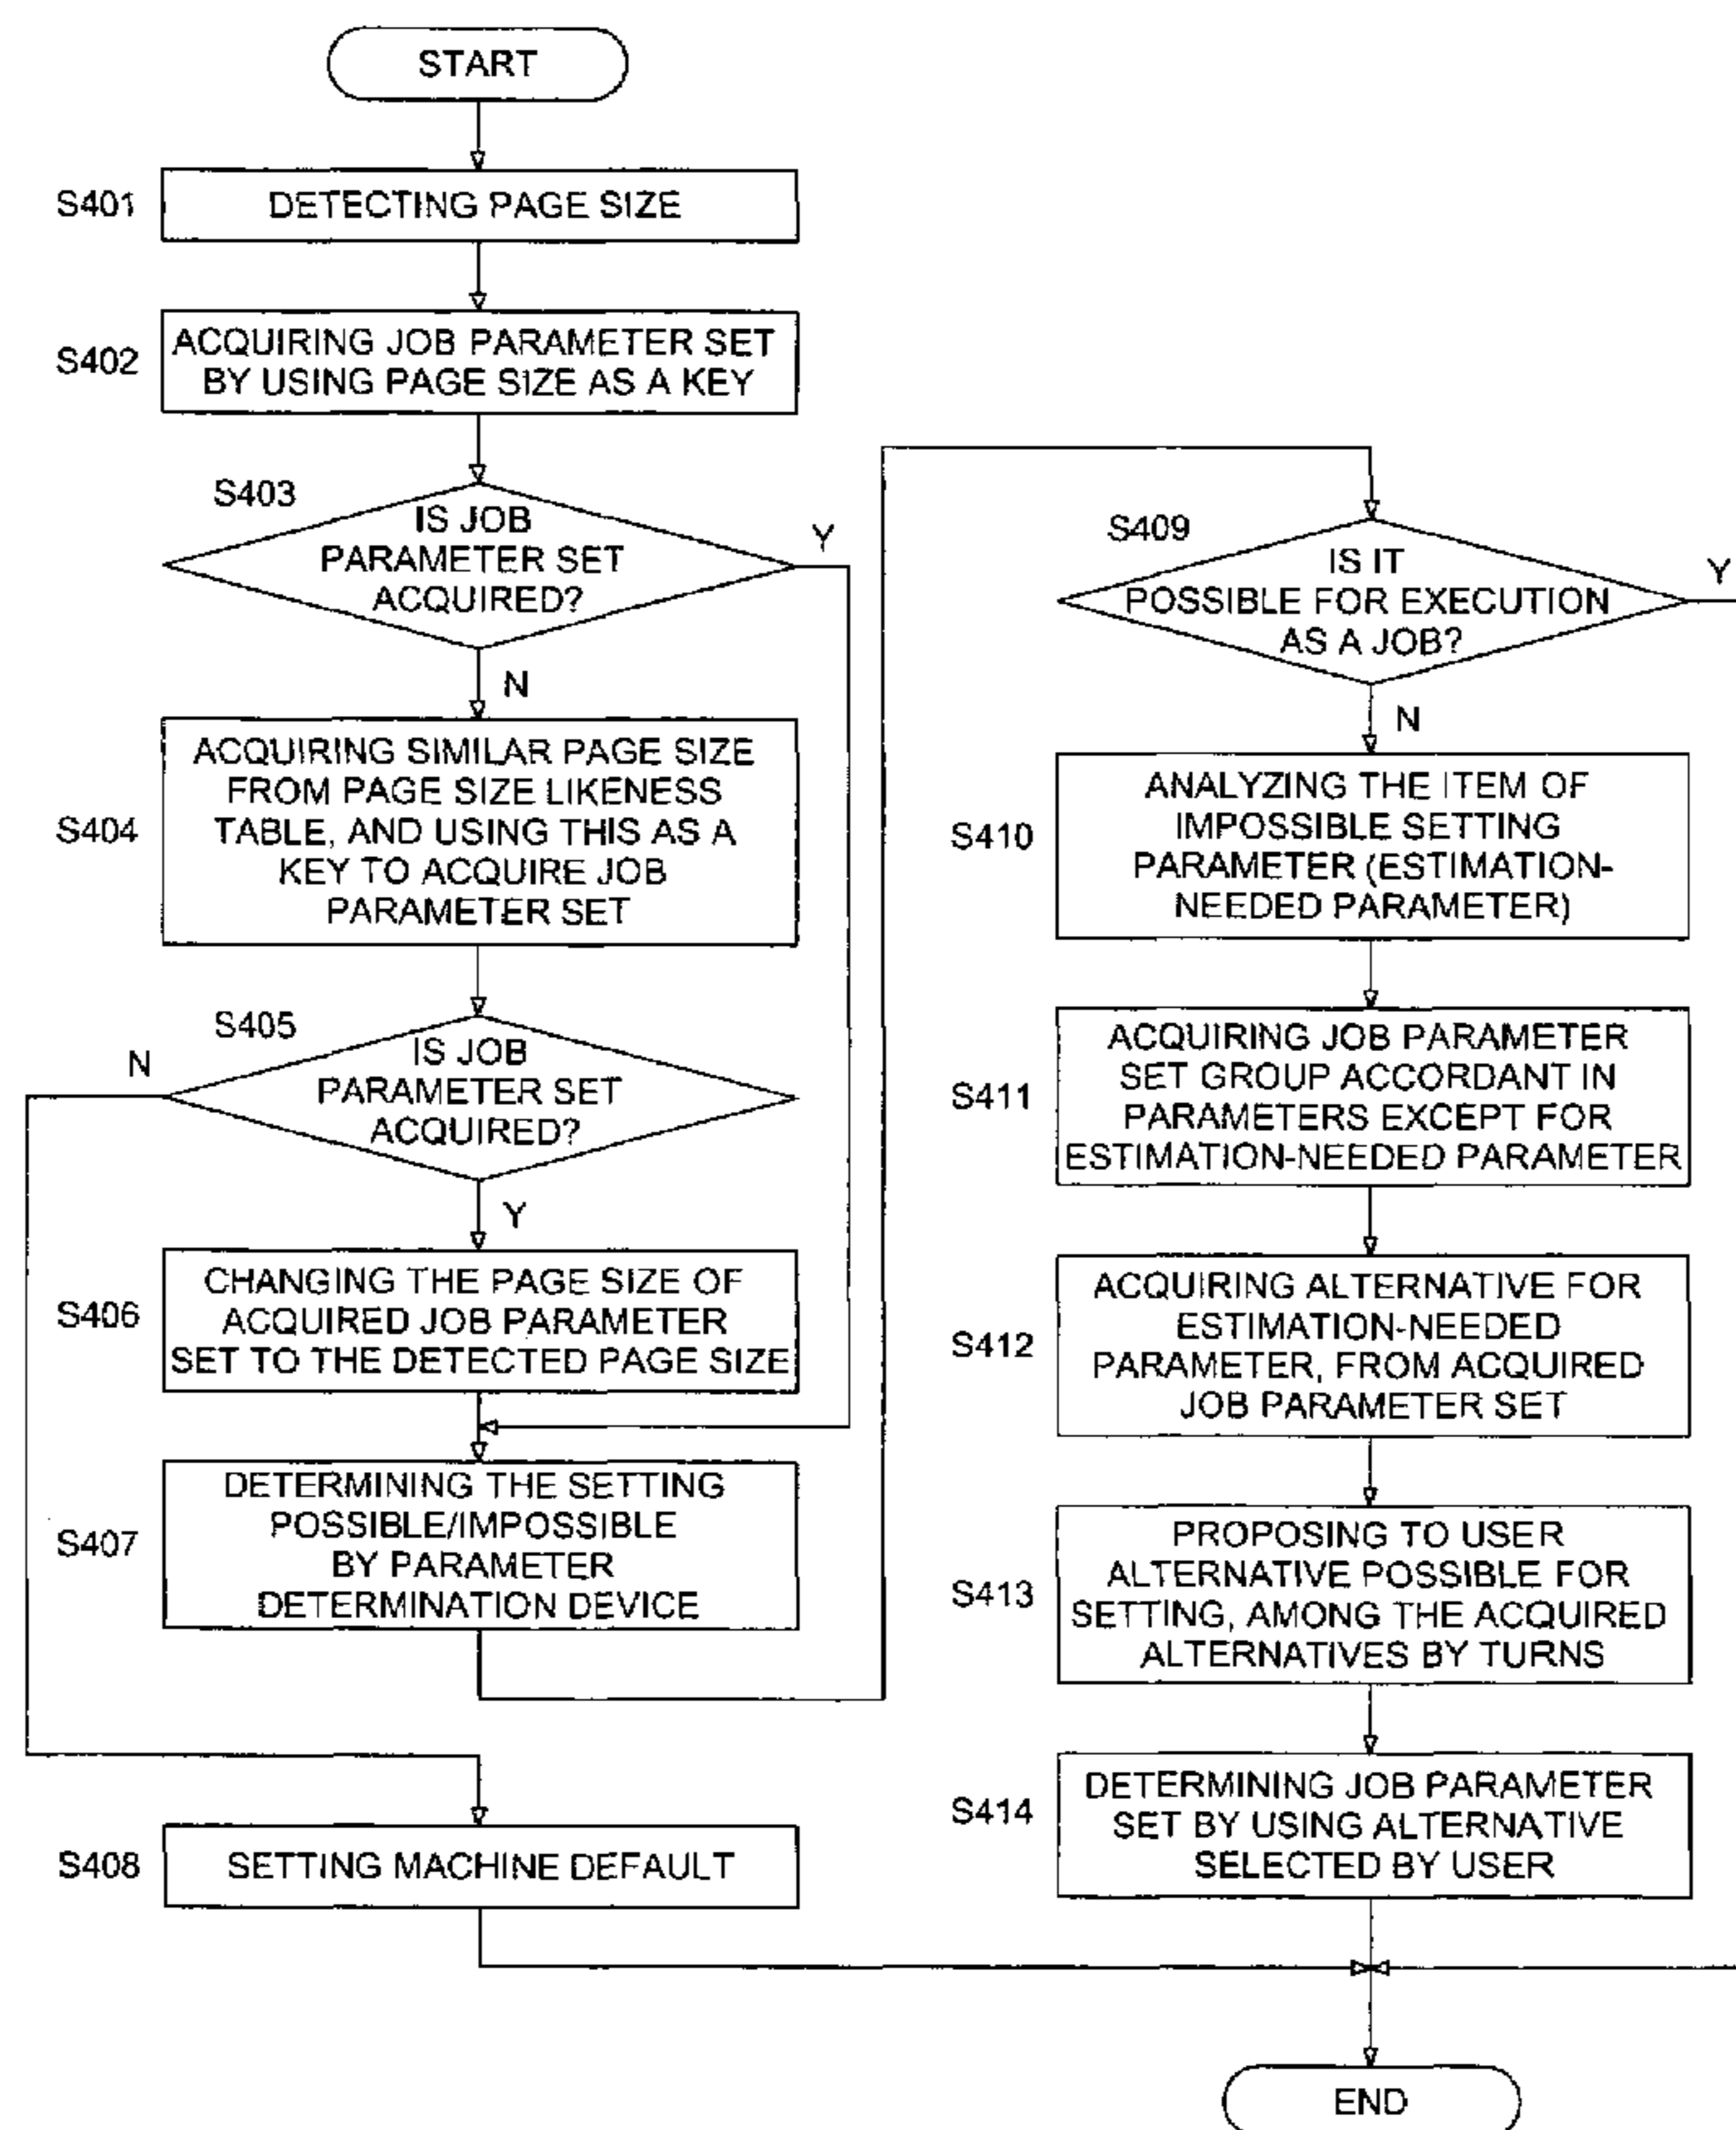 START
S401
DETECTING PAGE SIZE
S402
ACQUIRING JOB PARAMETER SET
BY USING PAGE SIZE AS A KEY
S403
IS JOB
PARAMETER SET
ACQUIRED?
Y
N
S404
ACQUIRING SIMILAR PAGE SIZE
FROM PAGE SIZE LIKENESS
TABLE, AND USING THIS AS A
KEY TO ACQUIRE JOB
PARAMETER SET
S405
N
IS JOB
PARAMETER SET
ACQUIRED?
Y
S406
CHANGING THE PAGE SIZE OF
ACQUIRED JOB PARAMETER
SET TO THE DETECTED PAGE SIZE
S407
DETERMINING THE SETTING
POSSIBLE/IMPOSSIBLE
BY PARAMETER
DETERMINATION DEVICE
S408
SETTING MACHINE DEFAULT
S409
IS IT
POSSIBLE FOR EXECUTION
AS A JOB?
Y
N
S410
ANALYZING THE ITEM OF
IMPOSSIBLE SETTING
PARAMETER (ESTIMATION-
NEEDED PARAMETER)
S411
ACQUIRING JOB PARAMETER
SET GROUP ACCORDANT IN
PARAMETERS EXCEPT FOR
ESTIMATION-NEEDED PARAMETER
S412
ACQUIRING ALTERNATIVE FOR
ESTIMATION-NEEDED
PARAMETER, FROM ACQUIRED
JOB PARAMETER SET
S413
PROPOSING TO USER
ALTERNATIVE POSSIBLE FOR
SETTING, AMONG THE ACQUIRED
ALTERNATIVES BY TURNS
S414
DETERMINING JOB PARAMETER
SET BY USING ALTERNATIVE
SELECTED BY USER
END